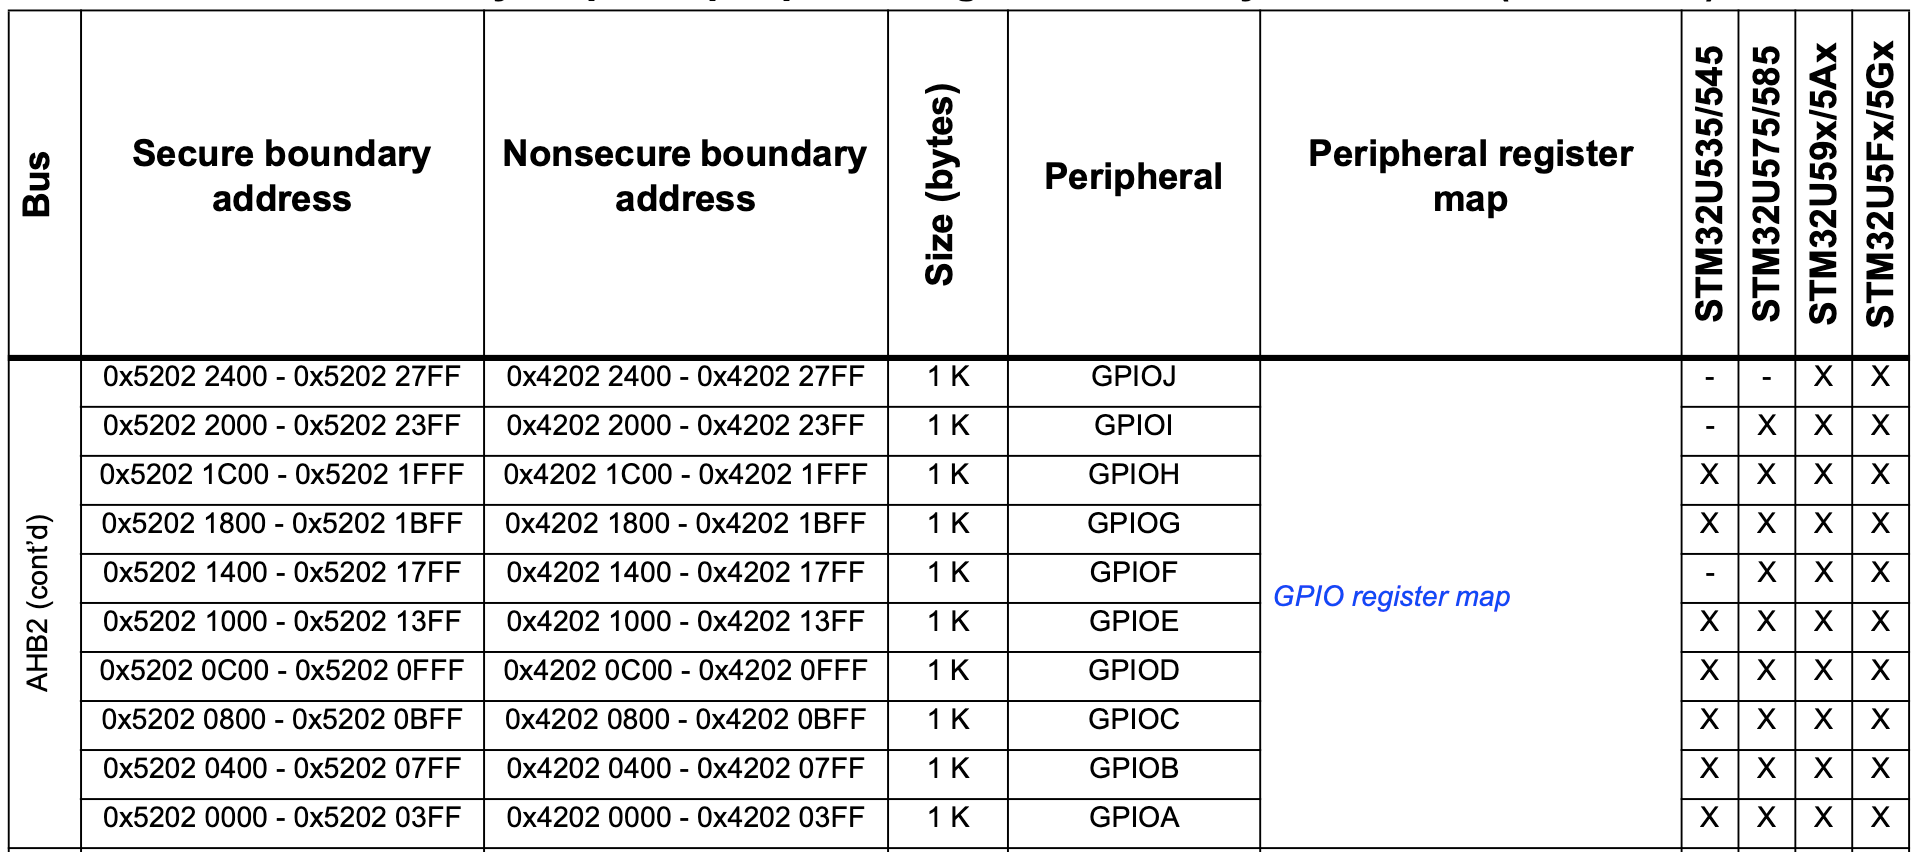 Bus
Secure boundary address
Nonsecure boundary address
Size (bytes)
Peripheral
Peripheral register map
STM32U535/545
STM32U575/585
STM32U59x/5Ax
STM32U5Fx/5Gx
AHB2 (cont'd)
0x5202 2400 - 0x5202 27FF 0x4202 2400 - 0x4202 27FF 1 K GPIOJ - - X X
0x5202 2000 - 0x5202 23FF 0x4202 2000 - 0x4202 23FF 1 K GPIOI - X X X
0x5202 1C00 - 0x5202 1FFF 0x4202 1C00 - 0x4202 1FFF 1 K GPIOH X X X X
0x5202 1800 - 0x5202 1BFF 0x4202 1800 - 0x4202 1BFF 1 K GPIOG X X X X
0x5202 1400 - 0x5202 17FF 0x4202 1400 - 0x4202 17FF 1 K GPIOF - X X X
GPIO register map
0x5202 1000 - 0x5202 13FF 0x4202 1000 - 0x4202 13FF 1 K GPIOE X X X X
0x5202 0C00 - 0x5202 0FFF 0x4202 0C00 - 0x4202 0FFF 1 K GPIOD X X X X
0x5202 0800 - 0x5202 0BFF 0x4202 0800 - 0x4202 0BFF 1 K GPIOC X X X X
0x5202 0400 - 0x5202 07FF 0x4202 0400 - 0x4202 07FF 1 K GPIOB X X X X
0x5202 0000 - 0x5202 03FF 0x4202 0000 - 0x4202 03FF 1 K GPIOA X X X X